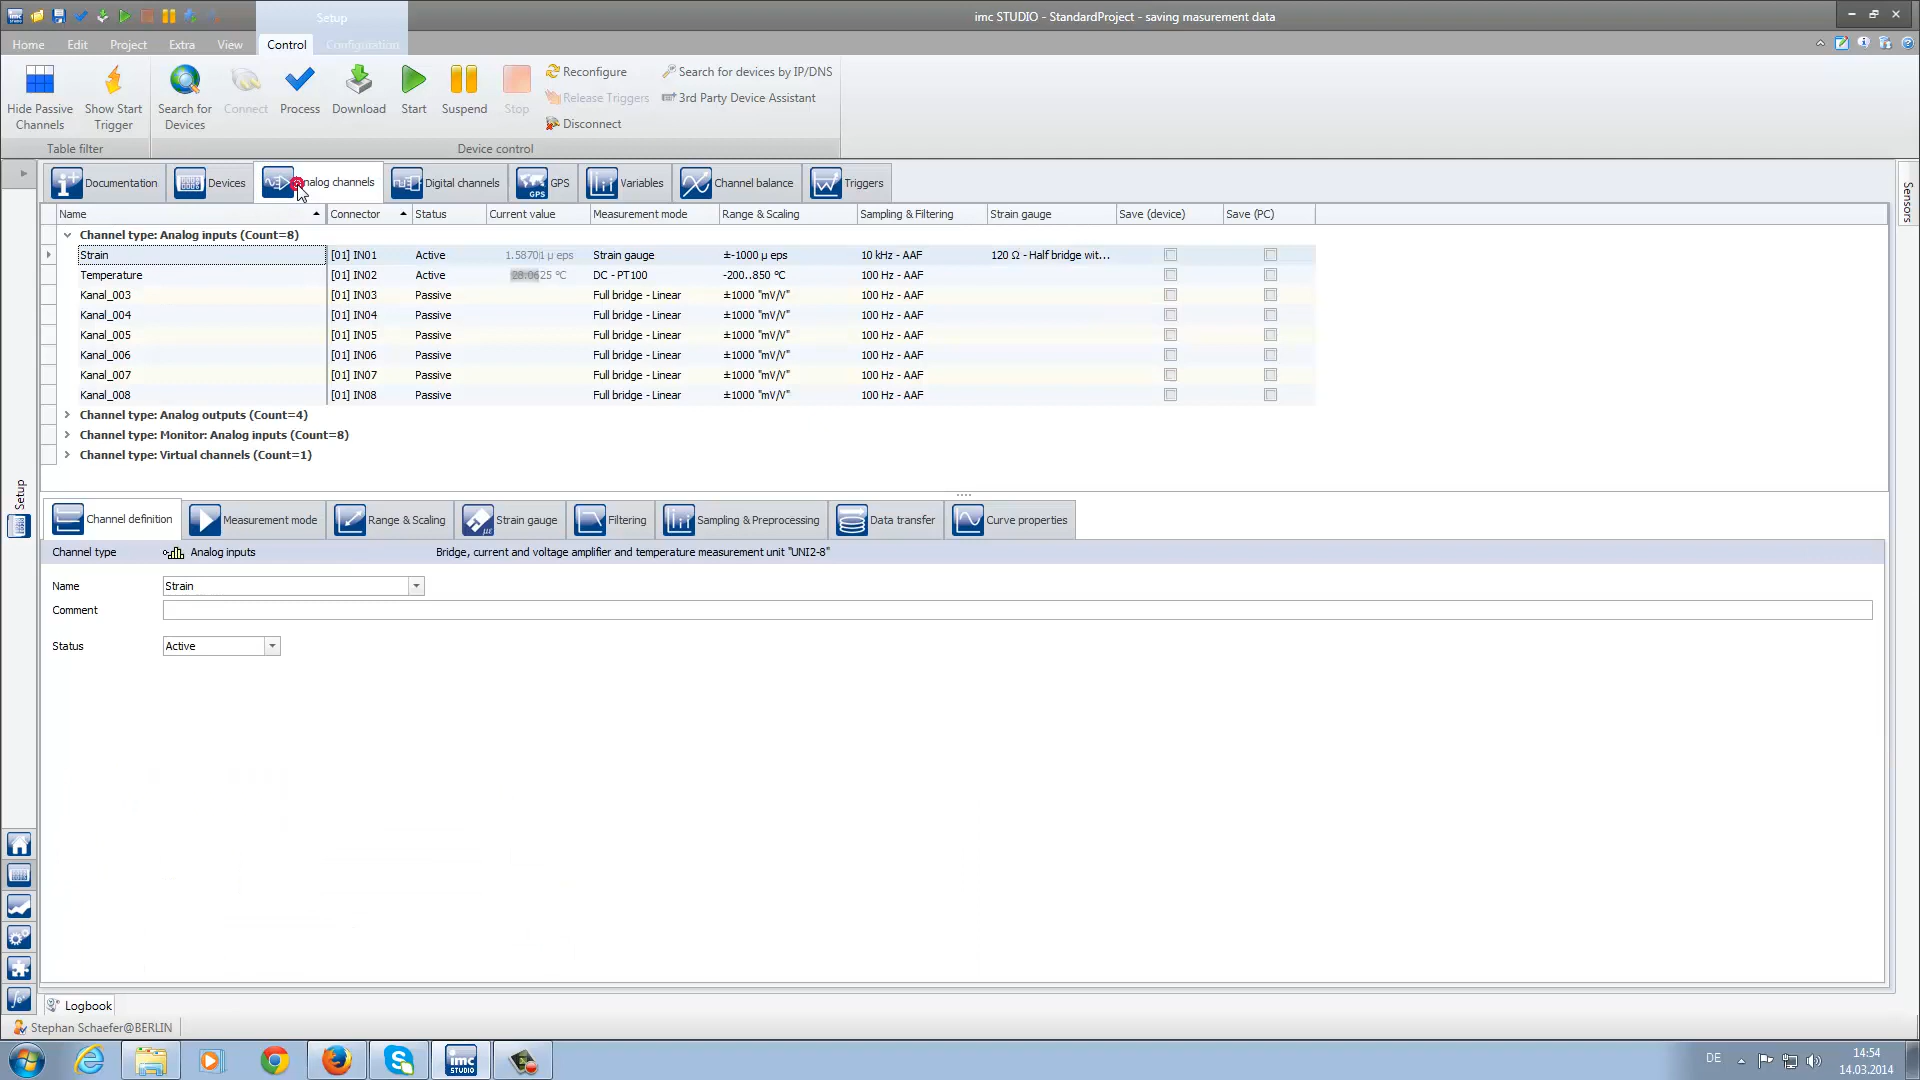 Setup
imc STUDIO - StandardProject - saving masurement data
Home Edit Project Extra View Control Configuration
Hide Passive Channels
Show Start Trigger
Search for Devices
Connect
Process
Download
Start
Suspend
Stop
Reconfigure
Release Triggers
Disconnect
Search for devices by IP/DNS
3rd Party Device Assistant
Table filter
Device control
Documentation Devices nalog channels Digital channels GPS GPS Variables Channel balance Triggers
Sensors
Name Connector Status Current value Measurement mode Range & Scaling Sampling & Filtering Strain gauge Save (device) Save (PC)
Channel type: Analog inputs (Count=8)
Strain [01] IN01 Active 1.58701 µ eps Strain gauge ±-1000 µ eps 10 kHz - AAF 120 Ω - Half bridge wit...
Temperature [01] IN02 Active 28.0625 °C DC - PT100 -200..850 °C 100 Hz - AAF
Kanal_003 [01] IN03 Passive Full bridge - Linear ±1000 "mV/V" 100 Hz - AAF
Kanal_004 [01] IN04 Passive Full bridge - Linear ±1000 "mV/V" 100 Hz - AAF
Kanal_005 [01] IN05 Passive Full bridge - Linear ±1000 "mV/V" 100 Hz - AAF
Kanal_006 [01] IN06 Passive Full bridge - Linear ±1000 "mV/V" 100 Hz - AAF
Kanal_007 [01] IN07 Passive Full bridge - Linear ±1000 "mV/V" 100 Hz - AAF
Kanal_008 [01] IN08 Passive Full bridge - Linear ±1000 "mV/V" 100 Hz - AAF
Channel type: Analog outputs (Count=4)
Channel type: Monitor: Analog inputs (Count=8)
Channel type: Virtual channels (Count=1)
Setup
Channel definition Measurement mode Range & Scaling Strain gauge Filtering Sampling & Preprocessing Data transfer Curve properties
Channel type Analog inputs Bridge, current and voltage amplifier and temperature measurement unit "UNI2-8"
Name Strain
Comment
Status Active
Logbook
Stephan Schaefer@BERLIN
imc STUDIO
DE
14:54
14.03.2014